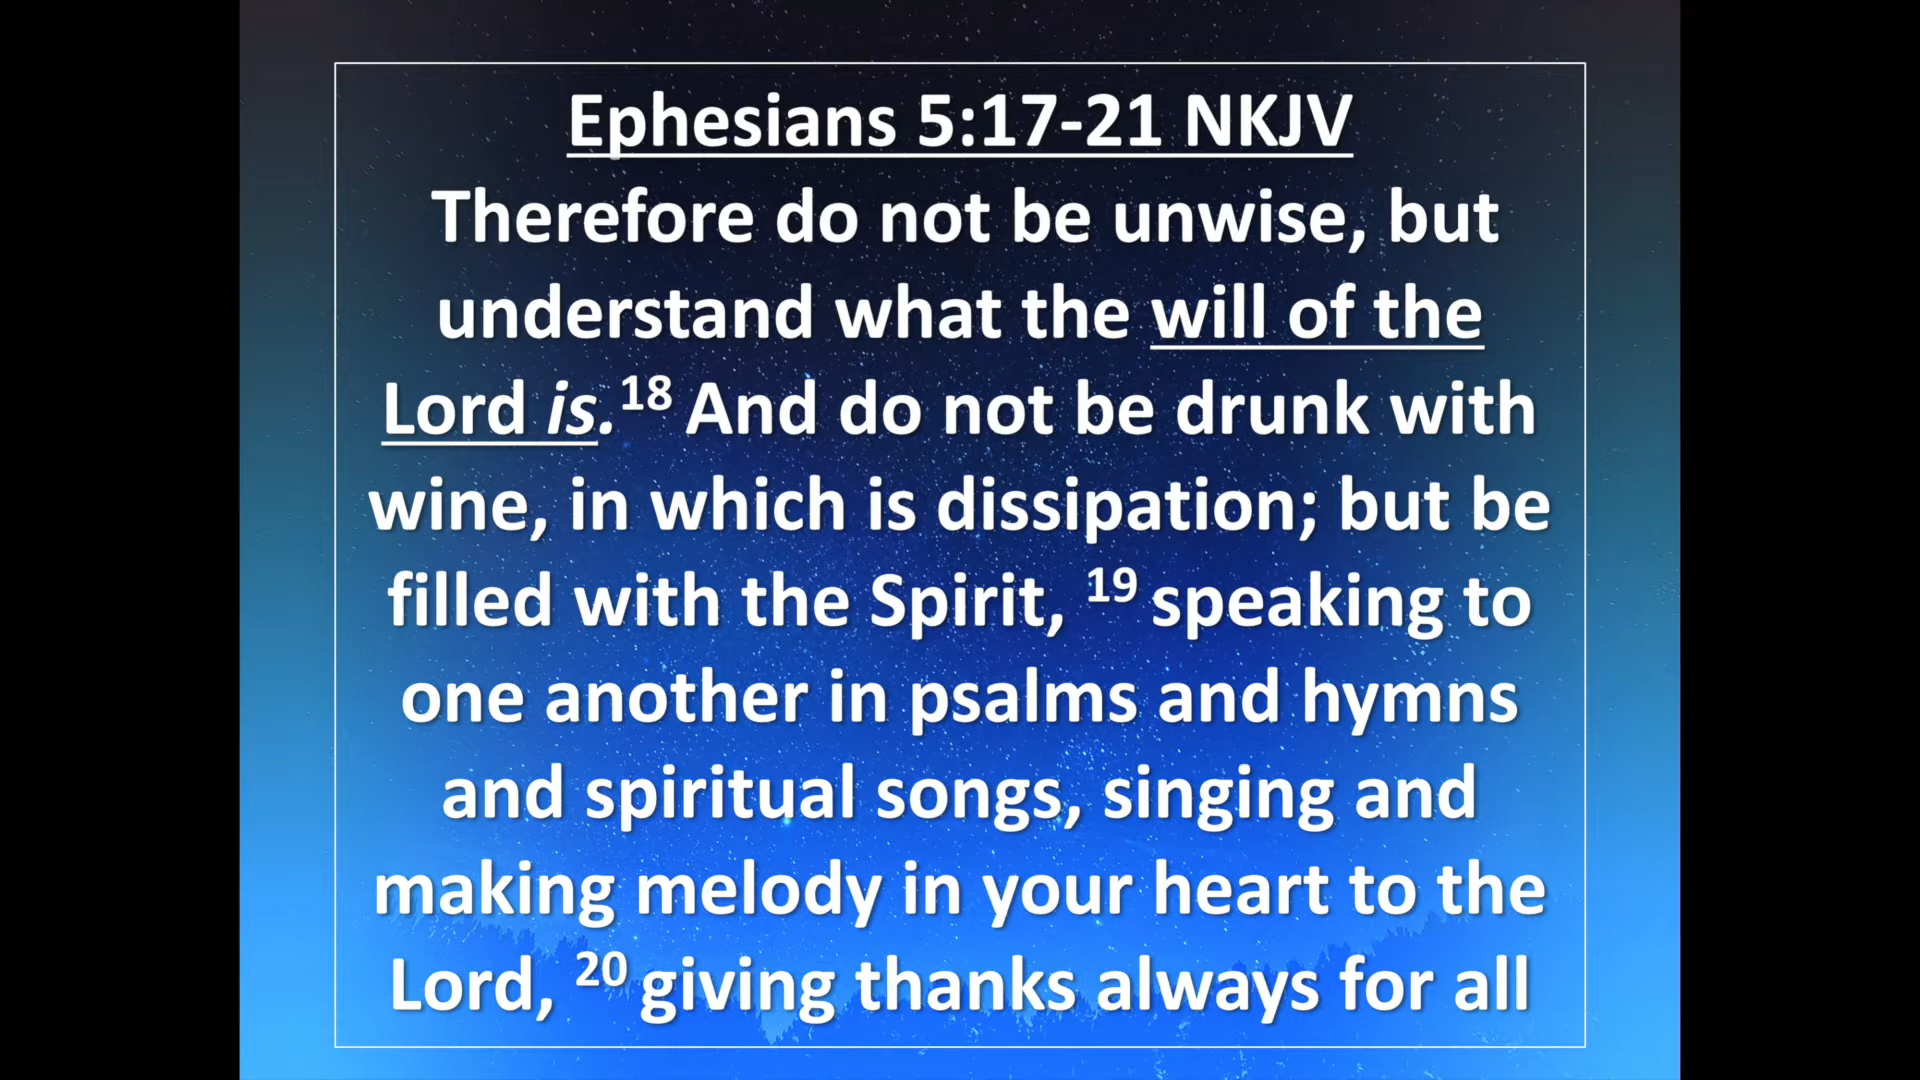 Ephesians 5:17-21 NKJV
Therefore do not be unwise, but
understand what the will of the
Lord is. 18 And do not be drunk with
wine, in which is dissipation; but be
filled with the Spirit, 19 speaking to
one another in psalms and hymns
and spiritual songs, singing and
making melody in your heart to the
Lord, 20 giving thanks always for all